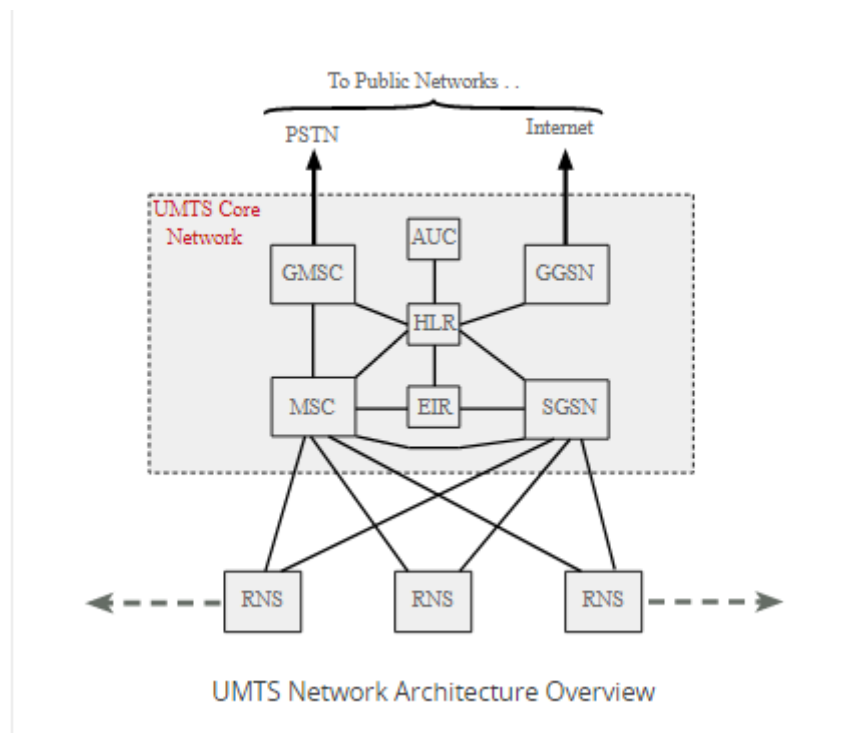 To Public Networks . .
PSTN
Internet
UMTS Core
Network
AUC
GMSC
GGSN
HLR
MSC
EIR
SGSN
RNS
RNS
RNS
UMTS Network Architecture Overview